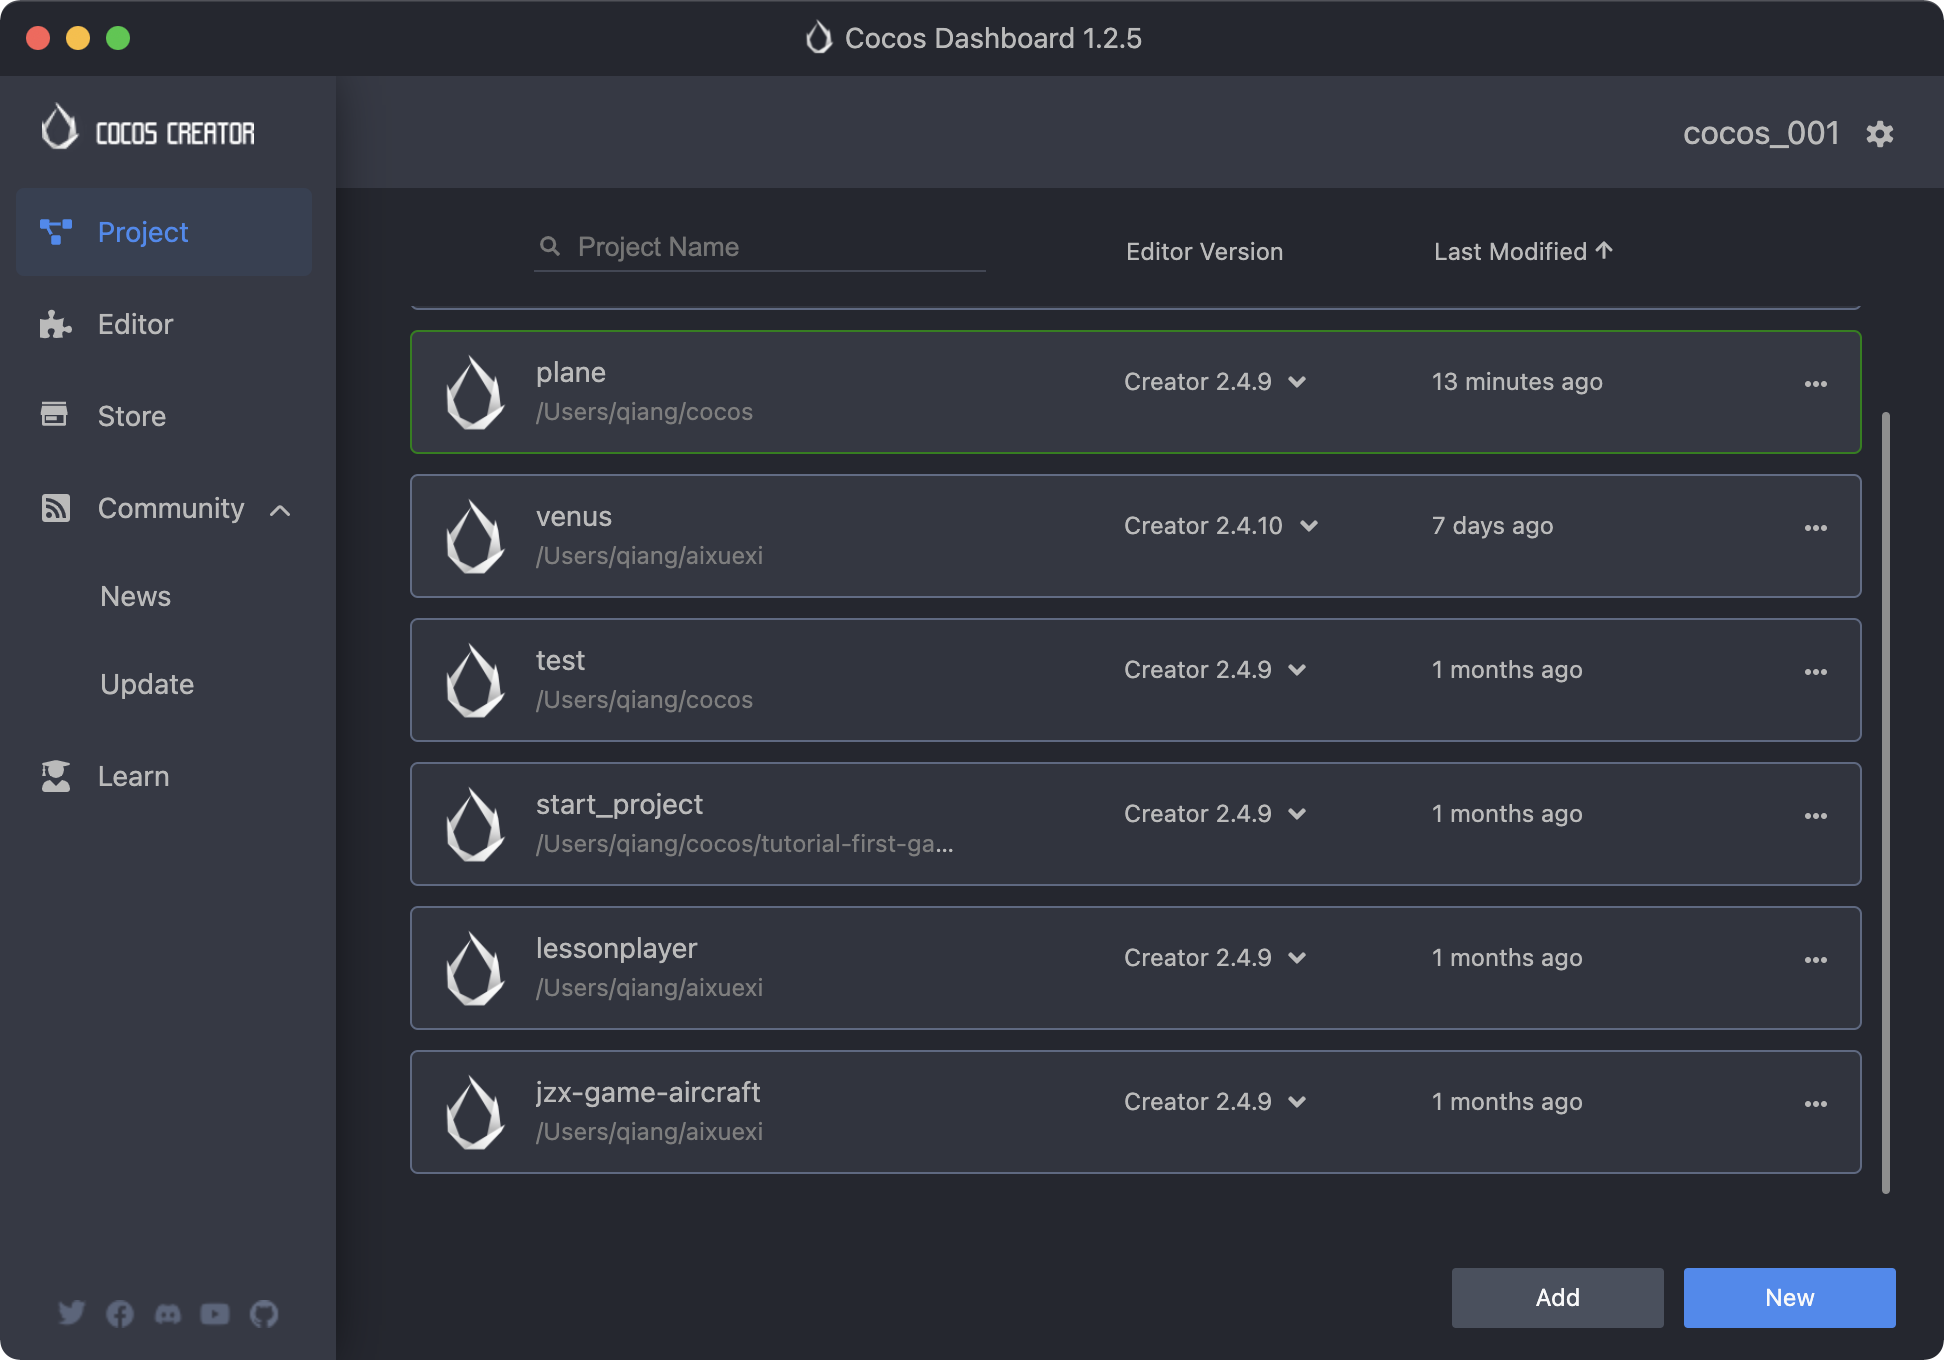 Cocos Dashboard 1.2.5
COCOS CREATOR
cocos_001
Project
Editor
Store
Community
News
Update
Learn
Project Name
Editor Version
Last Modified
plane
/Users/qiang/cocos
Creator 2.4.9
13 minutes ago
venus
/Users/qiang/aixuexi
Creator 2.4.10
7 days ago
test
/Users/qiang/cocos
Creator 2.4.9
1 months ago
start_project
/Users/qiang/cocos/tutorial-first-ga...
Creator 2.4.9
1 months ago
lessonplayer
/Users/qiang/aixuexi
Creator 2.4.9
1 months ago
jzx-game-aircraft
/Users/qiang/aixuexi
Creator 2.4.9
1 months ago
Add
New